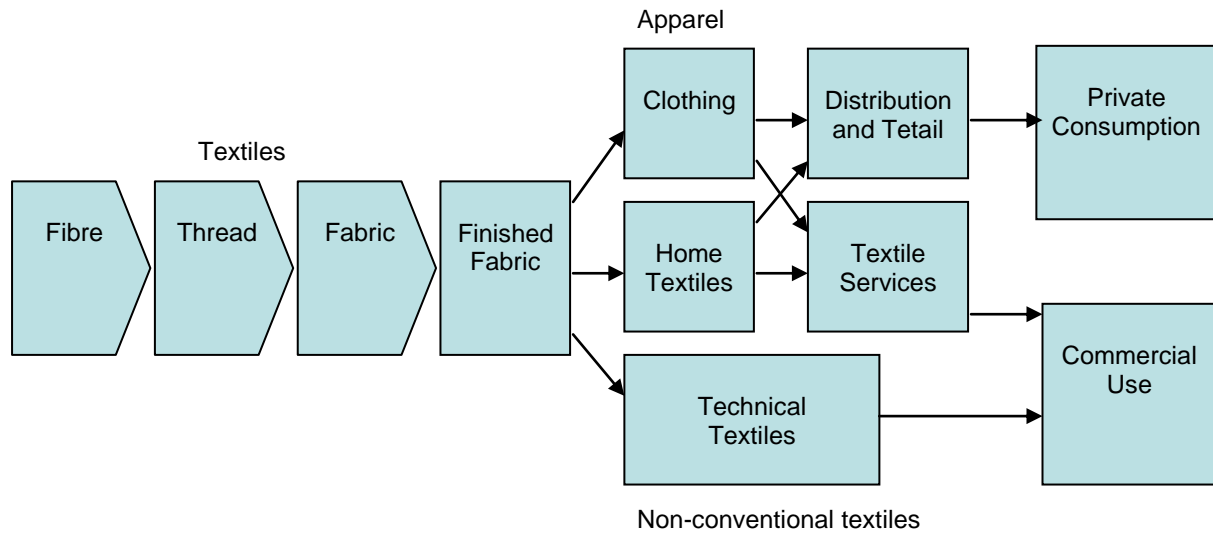 Apparel
Clothing
Distribution
and Tetail
Private
Consumption
Textiles
Fibre
Thread
Fabric
Finished
Fabric
Home
Textiles
Textile
Services
Technical
Textiles
Commercial
Use
Non-conventional textiles